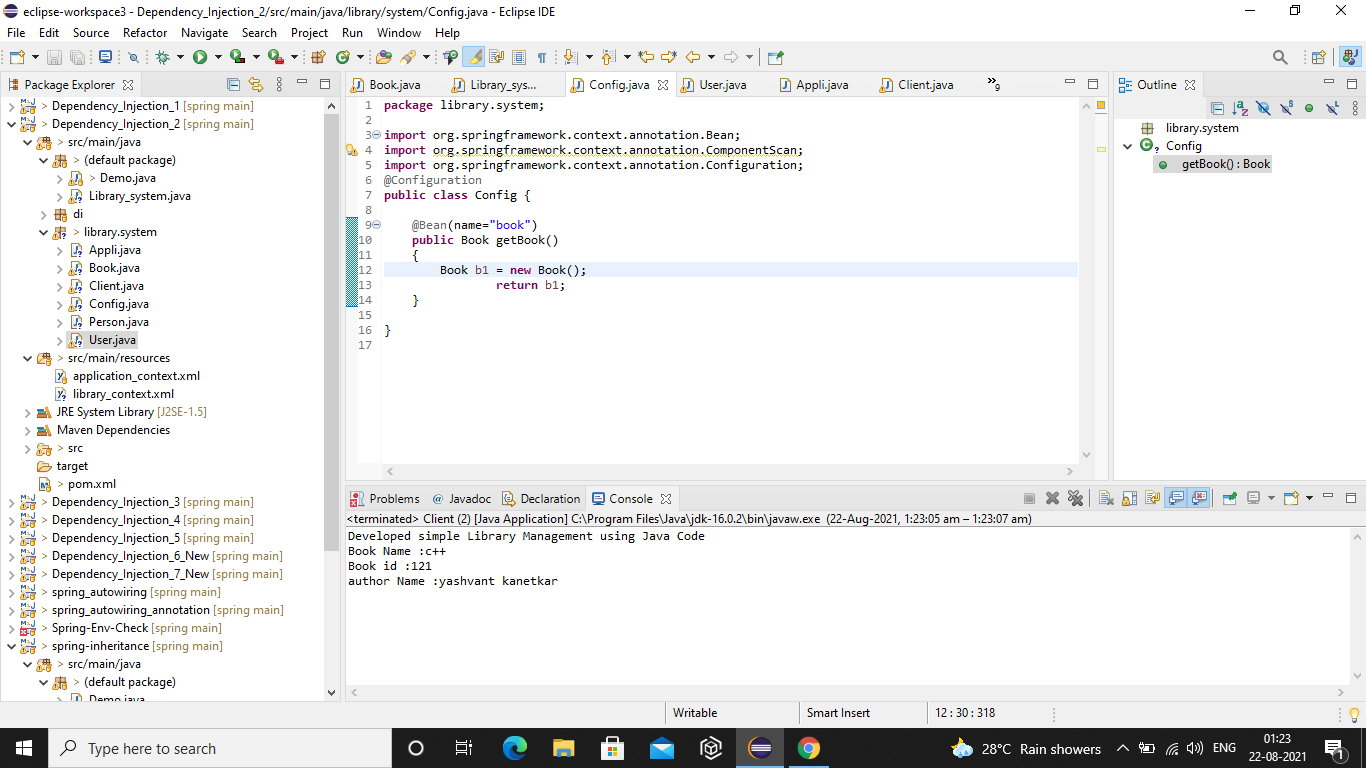 eclipse-workspace3 - Dependency_Injection_2/src/main/java/library/system/Config.java - Eclipse IDE
File Edit Source Refactor Navigate Search Project Run Window Help
Package Explorer
> Dependency_Injection_1 [spring main]
> Dependency_Injection_2 [spring main]
> src/main/java
> (default package)
> Demo.java
Library_system.java
di
> library.system
Appli.java
Book.java
Client.java
Config.java
Person.java
User.java
> src/main/resources
application_context.xml
library_context.xml
JRE System Library [J2SE-1.5]
Maven Dependencies
> src
target
> pom.xml
> Dependency_Injection_3 [spring main]
> Dependency_Injection_4 [spring main]
> Dependency_Injection_5 [spring main]
> Dependency_Injection_6_New [spring main]
> Dependency_Injection_7_New [spring main]
> spring_autowiring [spring main]
> spring_autowiring_annotation [spring main]
> Spring-Env-Check [spring main]
> spring-inheritance [spring main]
> src/main/java
> (default package)
Demo.java
Book.java Library_sys... Config.java User.java Appli.java Client.java »9
1 package library.system;
2
3 import org.springframework.context.annotation.Bean;
4 import org.springframework.context.annotation.ComponentScan;
5 import org.springframework.context.annotation.Configuration;
6 @Configuration
7 public class Config {
8
9 @Bean(name="book")
10 public Book getBook()
11 {
12 Book b1 = new Book();
13 return b1;
14 }
15
16 }
17
Outline
library.system
Config
getBook() : Book
Problems @ Javadoc Declaration Console
<terminated> Client (2) [Java Application] C:\Program Files\Java\jdk-16.0.2\bin\javaw.exe (22-Aug-2021, 1:23:05 am – 1:23:07 am)
Developed simple Library Management using Java Code
Book Name :c++
Book id :121
author Name :yashvant kanetkar
Writable Smart Insert 12 : 30 : 318
Type here to search
28°C Rain showers ENG 01:23
22-08-2021
1